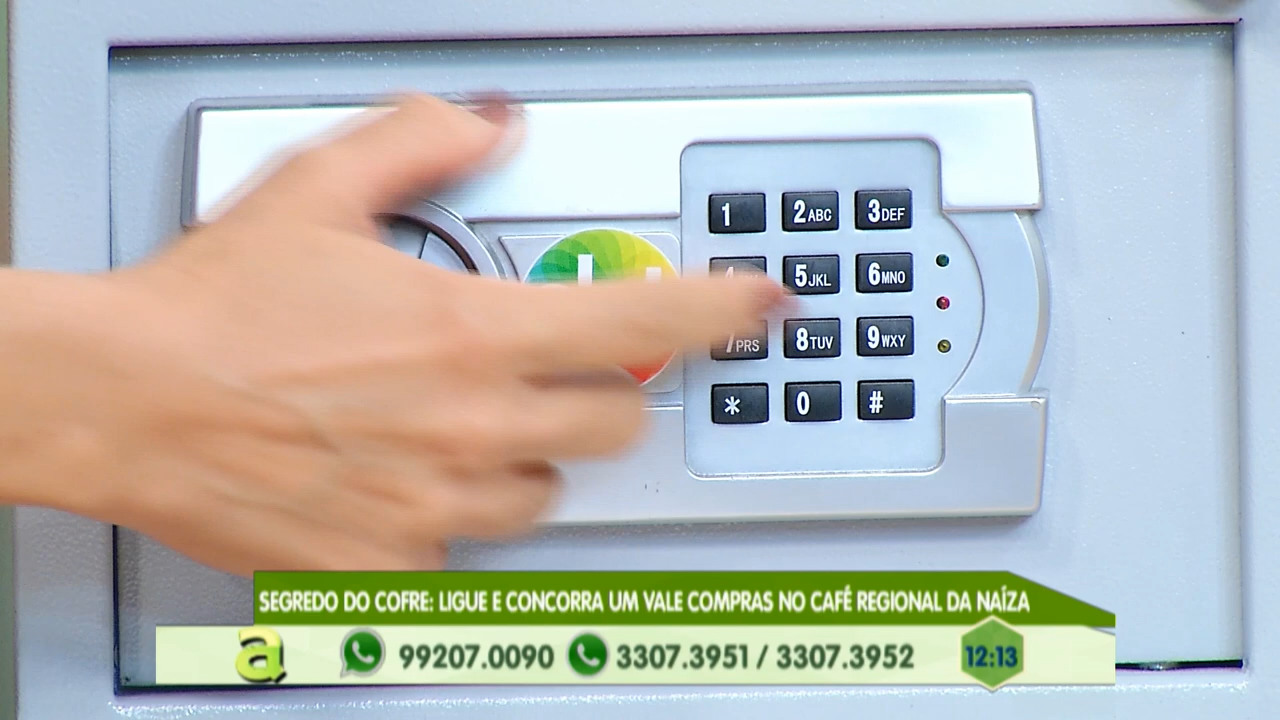 1 2ABC 3DEF
5JKL 6MNO
7PRS 8TUV 9WXY
* 0 #
SEGREDO DO COFRE: LIGUE E CONCORRA UM VALE COMPRAS NO CAFÉ REGIONAL DA NAÍZA
a 99207.0090 3307.3951 / 3307.3952 12:13